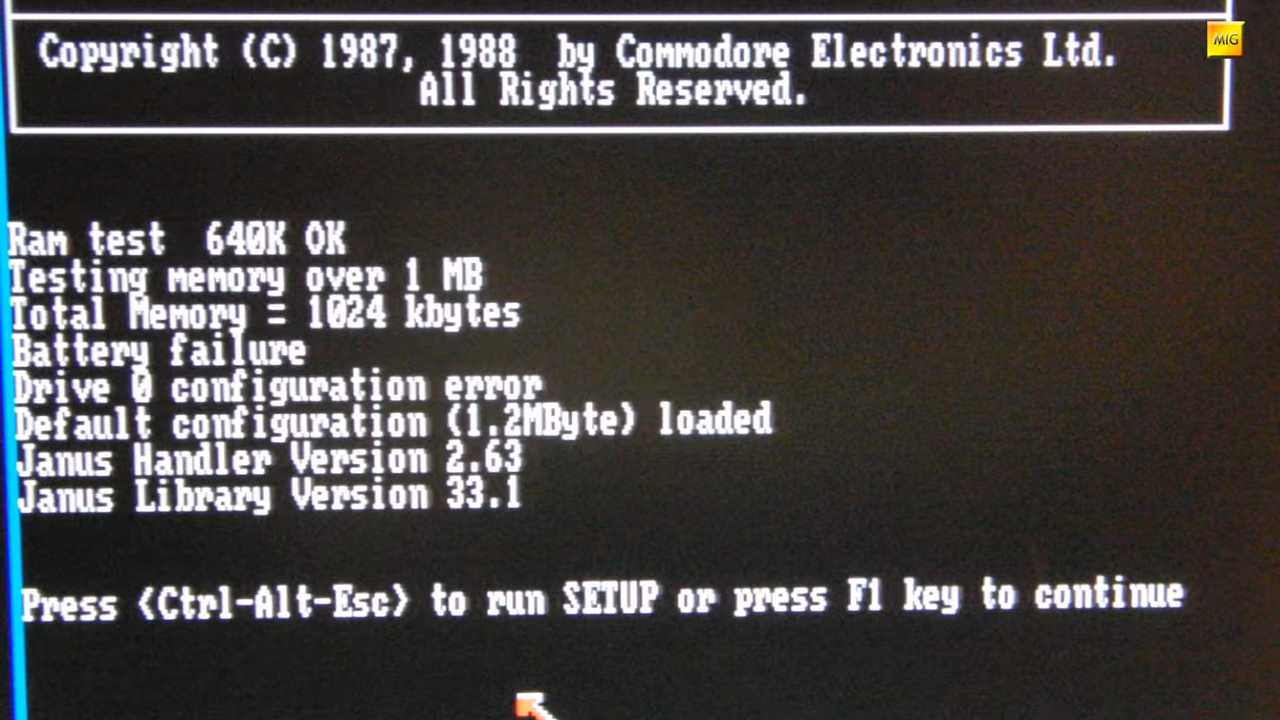 Copyright (C) 1987, 1988 by Commodore Electronics Ltd.
All Rights Reserved.
MIG
Ram test 640K OK
Testing memory over 1 MB
Total Memory = 1024 kbytes
Battery failure
Drive 0 configuration error
Default configuration (1.2MByte) loaded
Janus Handler Version 2.63
Janus Library Version 33.1
Press <Ctrl-Alt-Esc> to run SETUP or press F1 key to continue